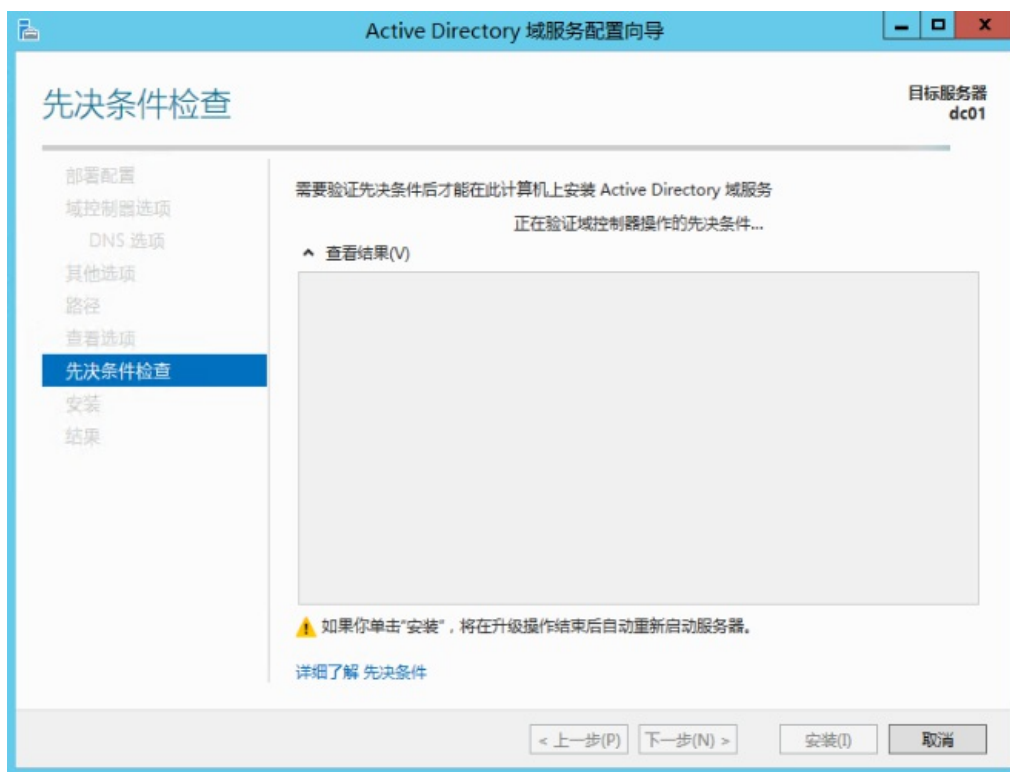 Active Directory 域服务配置向导
先决条件检查
目标服务器
dc01
部署配置
域控制器选项
DNS 选项
其他选项
路径
查看选项
先决条件检查
安装
结果
需要验证先决条件后才能在此计算机上安装 Active Directory 域服务
正在验证域控制器操作的先决条件...
查看结果(V)
如果你单击"安装"，将在升级操作结束后自动重新启动服务器。
详细了解 先决条件
< 上一步(P) 下一步(N) > 安装(I) 取消